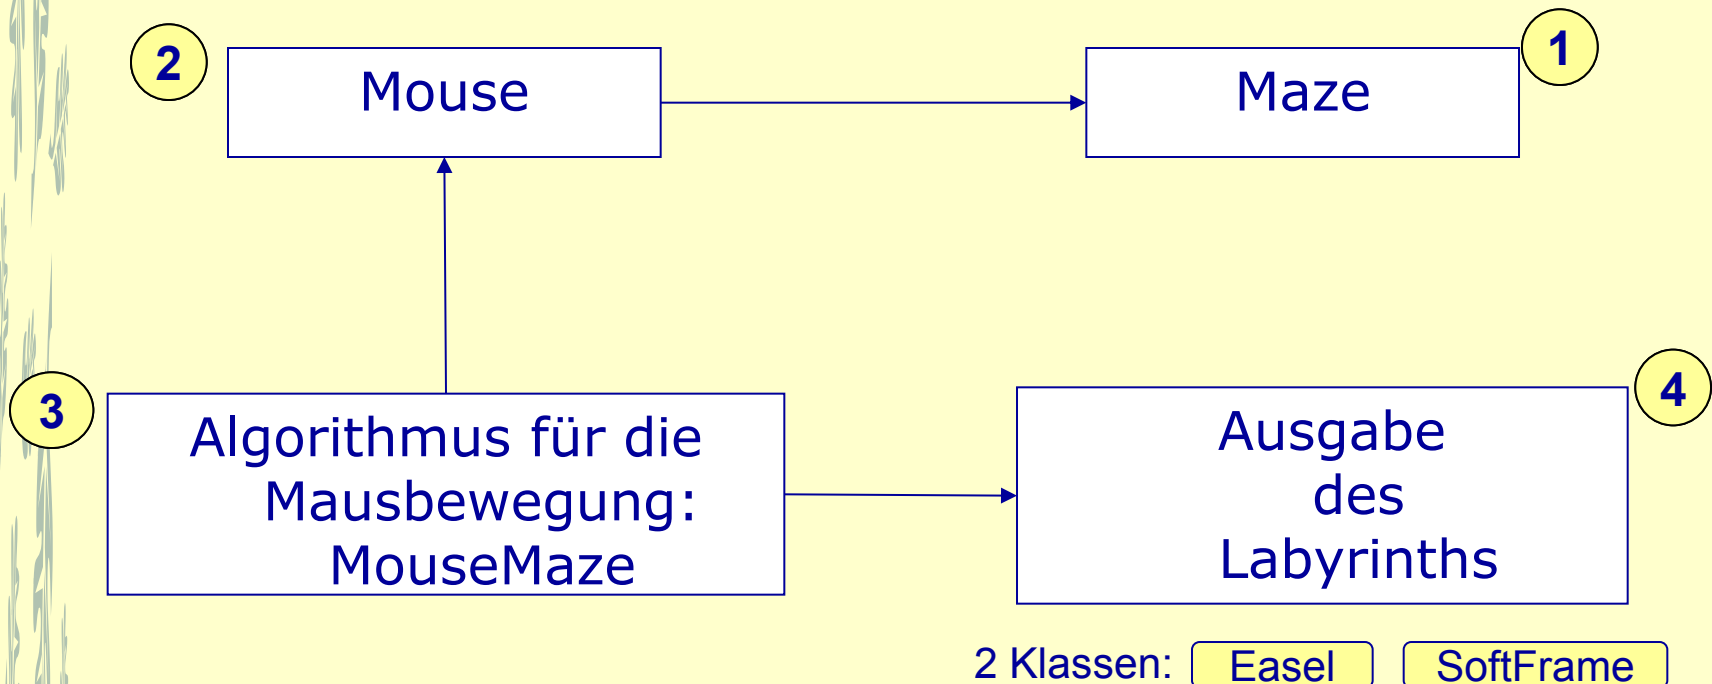 2
Mouse
Maze
1
3
Algorithmus für die
Mausbewegung:
MouseMaze
Ausgabe
des
Labyrinths
4
2 Klassen: Easel SoftFrame